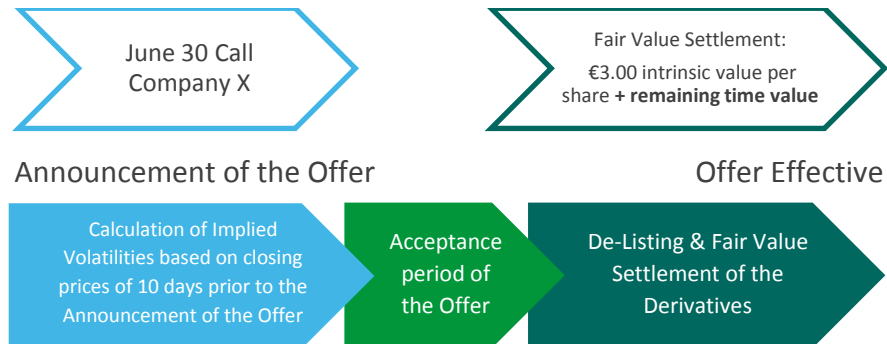 June 30 Call
Company X
Fair Value Settlement:
€3.00 intrinsic value per
share + remaining time value
Announcement of the Offer
Offer Effective
Calculation of Implied
Volatilities based on closing
prices of 10 days prior to the
Announcement of the Offer
Acceptance
period of
the Offer
De-Listing & Fair Value
Settlement of the
Derivatives